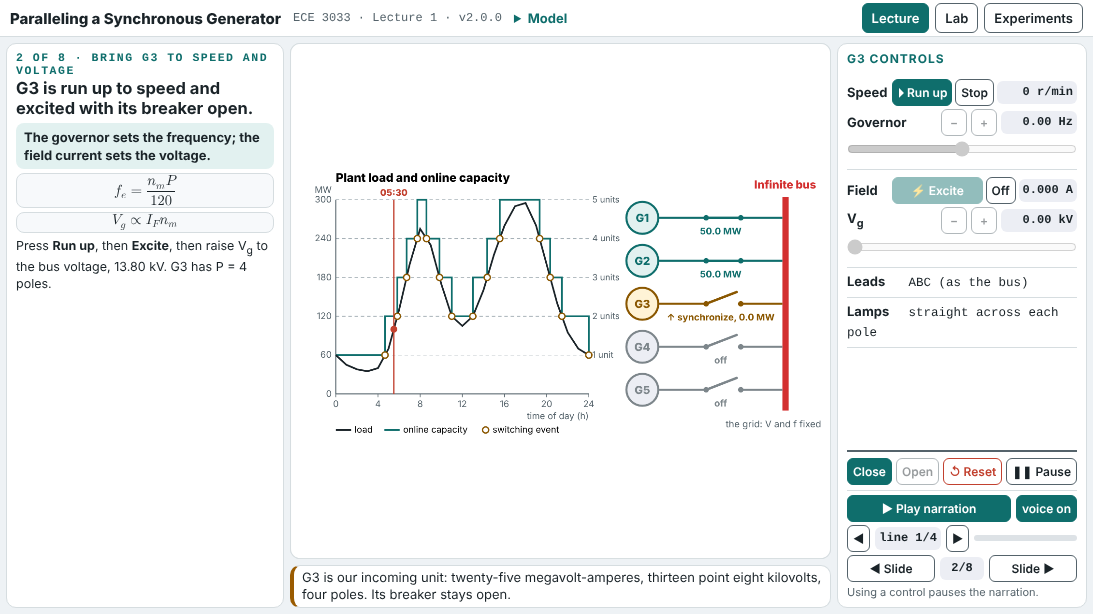 Paralleling a Synchronous Generator ECE 3033 · Lecture 1 · v2.0.0 ▶ Model
Lecture Lab Experiments
2 OF 8 · BRING G3 TO SPEED AND
VOLTAGE
G3 is run up to speed and
excited with its breaker open.
The governor sets the frequency; the
field current sets the voltage.
f_e = n_m P / 120
V_g ∝ I_F n_m
Press Run up, then Excite, then raise V_g to
the bus voltage, 13.80 kV. G3 has P = 4
poles.
Plant load and online capacity
MW
05:30
300
240
180
120
60
0
0 4 8 12 16 20 24
time of day (h)
5 units
4 units
3 units
2 units
1 unit
load online capacity switching event
Infinite bus
G1
50.0 MW
G2
50.0 MW
G3
↑ synchronize, 0.0 MW
G4
off
G5
off
the grid: V and f fixed
G3 is our incoming unit: twenty-five megavolt-amperes, thirteen point eight kilovolts,
four poles. Its breaker stays open.
G3 CONTROLS
Speed Run up Stop 0 r/min
Governor − + 0.00 Hz
Field ⚡ Excite Off 0.000 A
V_g − + 0.00 kV
Leads ABC (as the bus)
Lamps straight across each
pole
Close Open ↺ Reset ❚❚ Pause
▶ Play narration voice on
◀ line 1/4 ▶
◀ Slide 2/8 Slide ▶
Using a control pauses the narration.